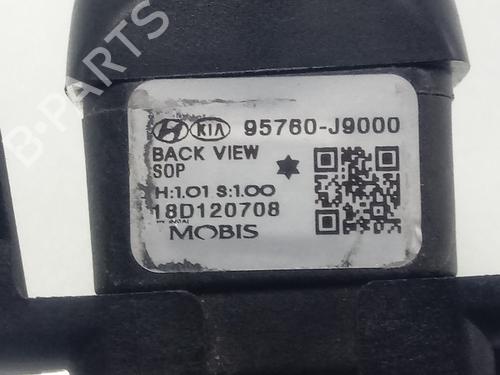 B-PARTS
KIA 95760-J9000
BACK VIEW
SOP
H:1.01 S:1.00
18D120708
MOBIS